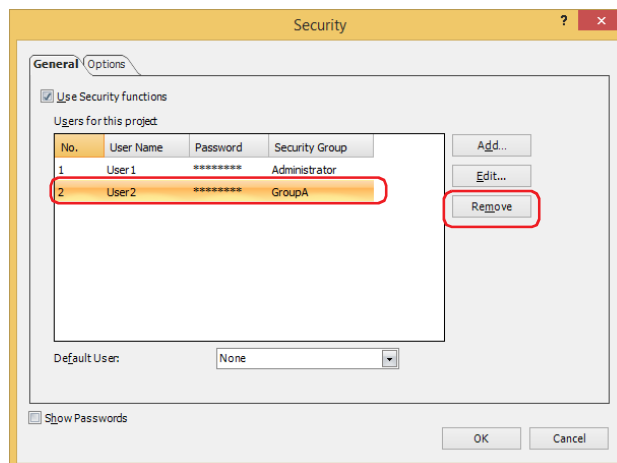 Security
?
General Options
Use Security functions
Users for this project
No. User Name Password Security Group
1 User1 ******** Administrator
2 User2 ******** GroupA
Add...
Edit...
Remove
Default User: None
Show Passwords
OK Cancel